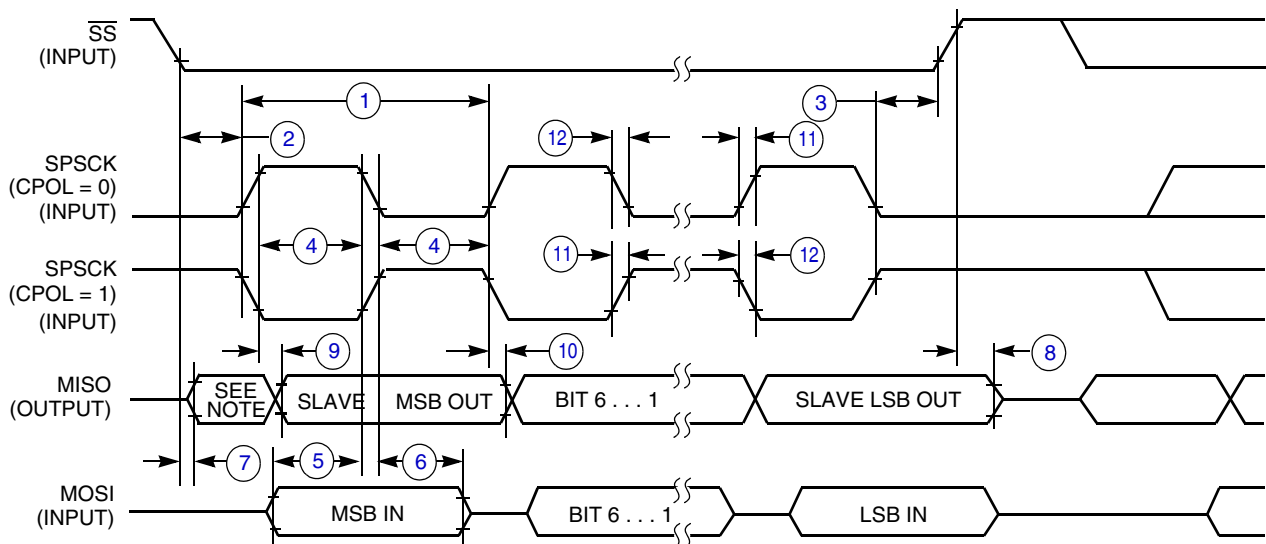 SS
(INPUT)
1
3
2
12
11
SPSCK
(CPOL = 0)
(INPUT)
4
4
11
12
SPSCK
(CPOL = 1)
(INPUT)
9
10
8
MISO
(OUTPUT)
SEE
NOTE
SLAVE
MSB OUT
BIT 6 . . . 1
SLAVE LSB OUT
7
5
6
MOSI
(INPUT)
MSB IN
BIT 6 . . . 1
LSB IN